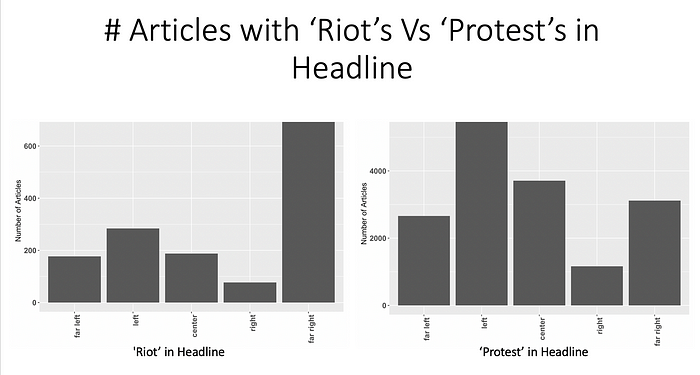 # Articles with ‘Riot’s Vs ‘Protest’s in
Headline
Number of Articles
600
400
200
0
far left
left
center
right
far right
'Riot’ in Headline
Number of Articles
4000
2000
0
far left
left
center
right
far right
‘Protest’ in Headline